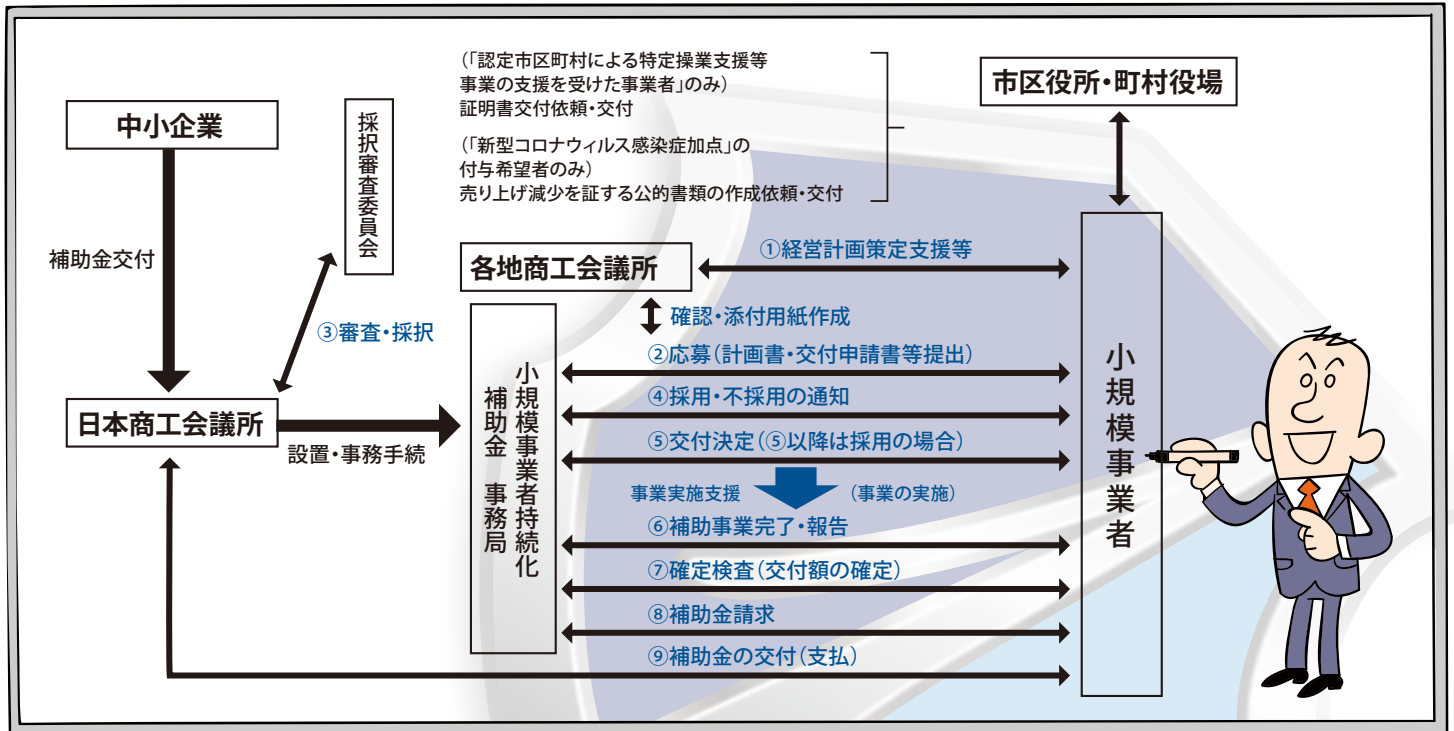 (「認定市区町村による特定操業支援等
事業の支援を受けた事業者」のみ)
証明書交付依頼・交付
(「新型コロナウィルス感染症加点」の
付与希望者のみ)
売り上げ減少を証する公的書類の作成依頼・交付
市区役所・町村役場
中小企業
採択審査委員会
補助金交付
③審査・採択
日本商工会議所
設置・事務手続
各地商工会議所
①経営計画策定支援等
確認・添付用紙作成
小規模事業者持続化
補助金 事務局
②応募(計画書・交付申請書等提出)
④採用・不採用の通知
⑤交付決定(⑤以降は採用の場合)
事業実施支援
(事業の実施)
⑥補助事業完了・報告
⑦確定検査(交付額の確定)
⑧補助金請求
⑨補助金の交付(支払)
小規模事業者